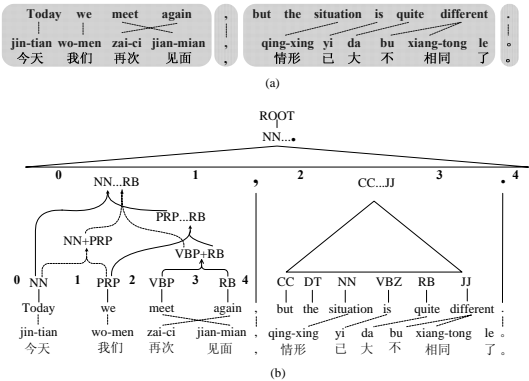 Today we meet again , but the situation is quite different .
jin-tian wo-men zai-ci jian-mian , qing-xing yi da bu xiang-tong le 。
今天 我们 再次 见面 , 情形 已 大 不 相同 了 。
(a)
ROOT
NN...•
0 1 2 3 4
NN...RB , CC...JJ .
PRP...RB
NN+PRP
VBP+RB
0 NN 1 PRP 2 VBP 3 RB 4 CC DT NN VBZ RB JJ
Today we meet again , but the situation is quite different .
jin-tian wo-men zai-ci jian-mian , qing-xing yi da bu xiang-tong le 。
今天 我们 再次 见面 , 情形 已 大 不 相同 了 。
(b)